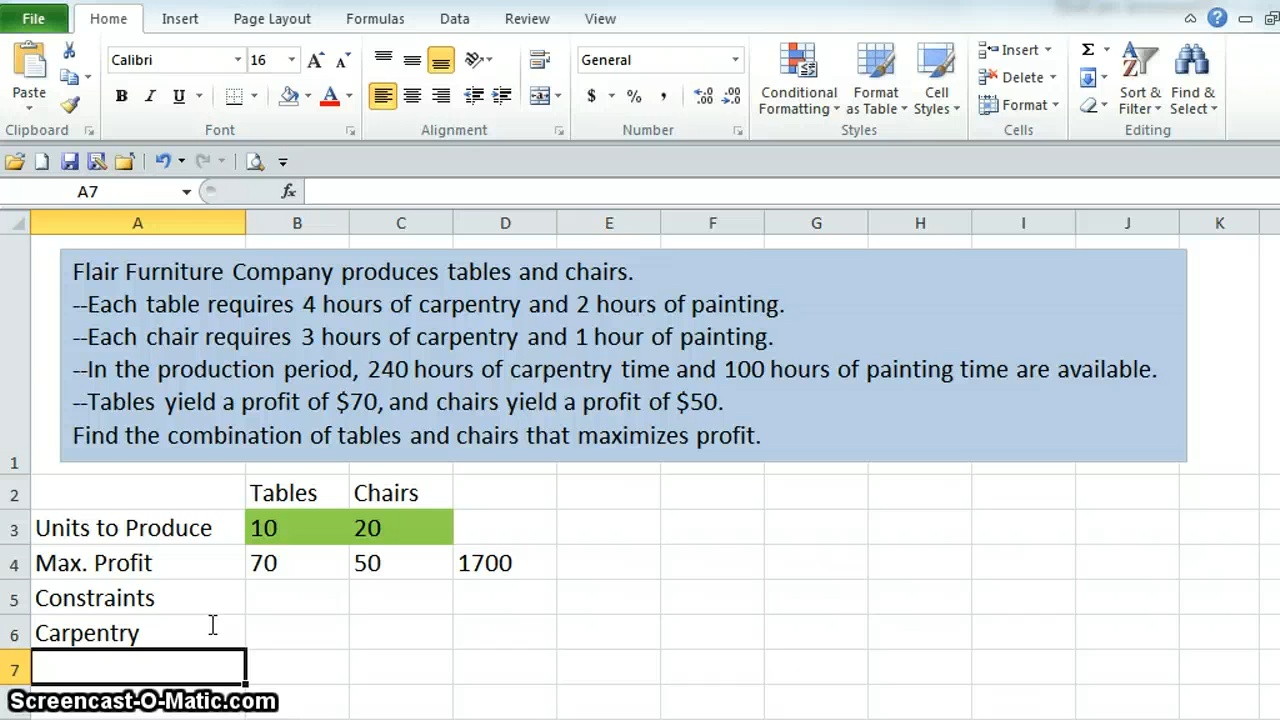 File Home Insert Page Layout Formulas Data Review View
Calibri 16 General Insert Σ
Paste B I U A $ % , .00 .0 Conditional Formatting Format as Table Cell Styles Delete Format Sort & Filter Find & Select
Clipboard Font Alignment Number Styles Cells Editing
A7 fx
A B C D E F G H I J K
Flair Furniture Company produces tables and chairs.
--Each table requires 4 hours of carpentry and 2 hours of painting.
--Each chair requires 3 hours of carpentry and 1 hour of painting.
--In the production period, 240 hours of carpentry time and 100 hours of painting time are available.
--Tables yield a profit of $70, and chairs yield a profit of $50.
Find the combination of tables and chairs that maximizes profit.
1
2 Tables Chairs
3 Units to Produce 10 20
4 Max. Profit 70 50 1700
5 Constraints
6 Carpentry
7
Screencast-O-Matic.com